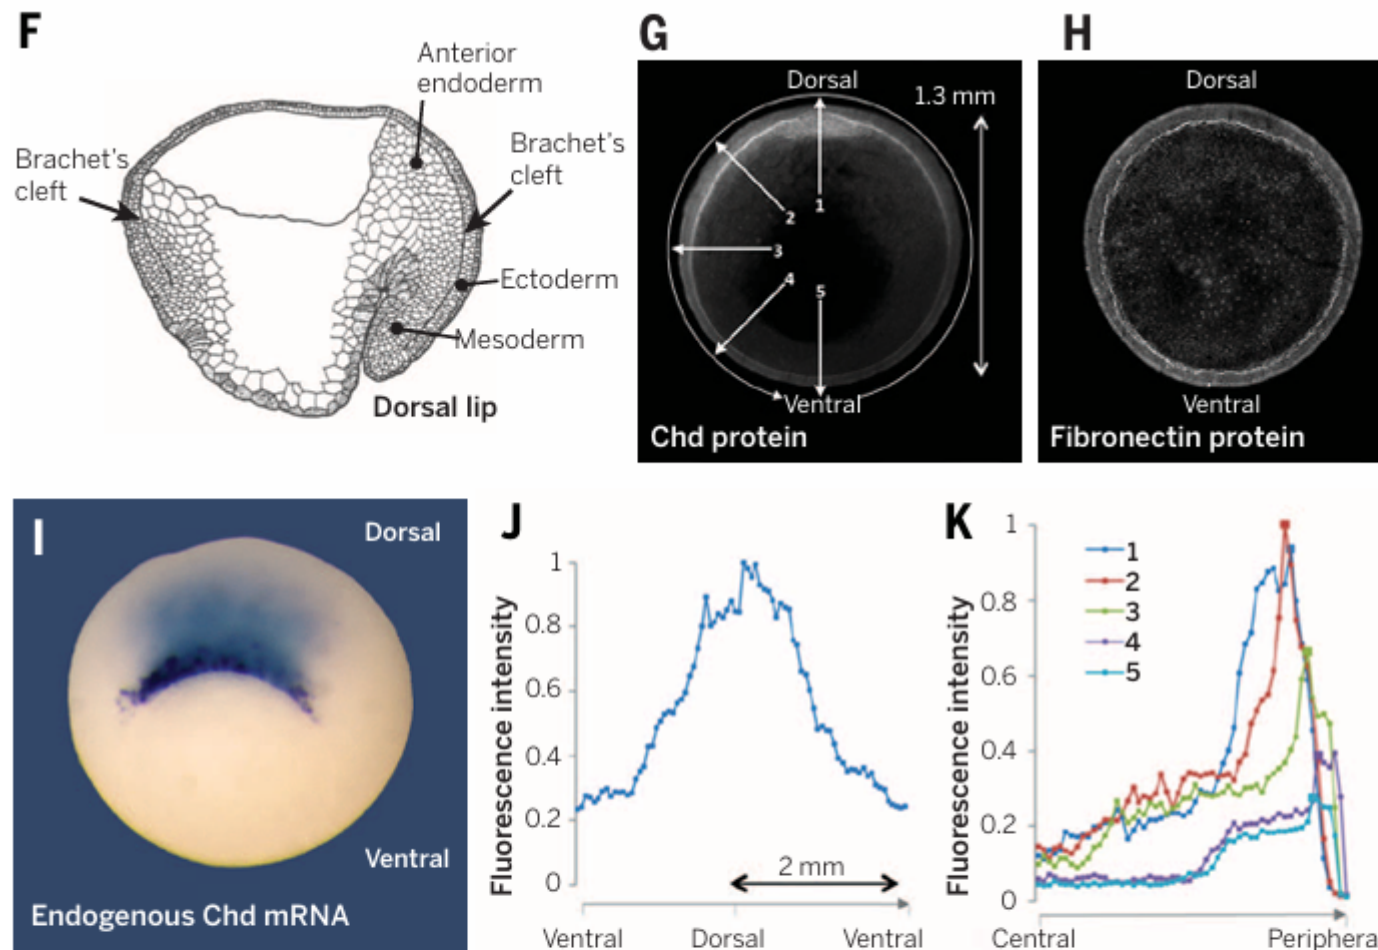 F
Anterior
endoderm
Brachet's
cleft
Brachet's
cleft
Ectoderm
Mesoderm
Dorsal lip
G
Dorsal
1.3 mm
1
2
3
4
5
Ventral
Chd protein
H
Dorsal
Ventral
Fibronectin protein
I
Dorsal
Ventral
Endogenous Chd mRNA
J
Fluorescence intensity
1
0.8
0.6
0.4
0.2
0
2 mm
Ventral
Dorsal
Ventral
K
Fluorescence intensity
1
0.8
0.6
0.4
0.2
0
1
2
3
4
5
Central
Periphara